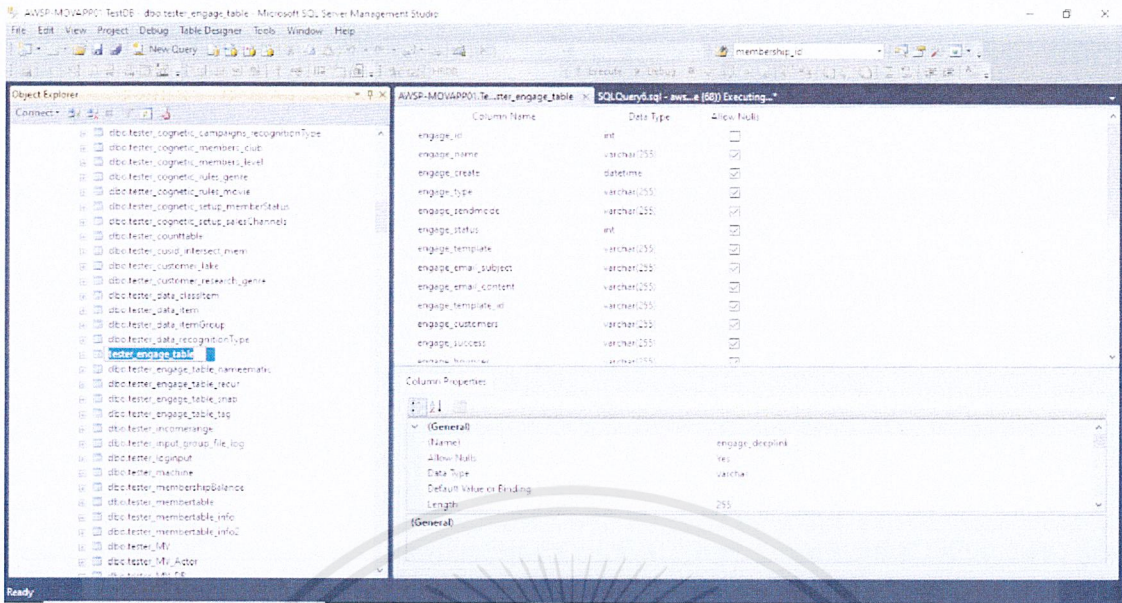 AWSP-MOVAPP01.TestDB - dbo.tester_engage_table - Microsoft SQL Server Management Studio
File Edit View Project Debug Table Designer Tools Window Help
New Query
membership_id
Execute Debug
Object Explorer
Connect
dbo.tester_cognetic_campaigns_recognitionType
dbo.tester_cognetic_members_club
dbo.tester_cognetic_members_level
dbo.tester_cognetic_rules_genre
dbo.tester_cognetic_rules_movie
dbo.tester_cognetic_setup_memberStatus
dbo.tester_cognetic_setup_salesChannels
dbo.tester_counttable
dbo.tester_cusid_intersect_mem
dbo.tester_customer_lake
dbo.tester_customer_research_genre
dbo.tester_data_classItem
dbo.tester_data_item
dbo.tester_data_itemGroup
dbo.tester_data_recognitionType
tester_engage_table
dbo.tester_engage_table_nameematic
dbo.tester_engage_table_recur
dbo.tester_engage_table_snap
dbo.tester_engage_table_tag
dbo.tester_incomerange
dbo.tester_input_group_file_log
dbo.tester_loginput
dbo.tester_machine
dbo.tester_membershipBalance
dbo.tester_membertable
dbo.tester_membertable_info
dbo.tester_membertable_info2
dbo.tester_MV
dbo.tester_MV_Actor
AWSP-MOVAPP01.Te...ster_engage_table SQLQuery6.sql - aws...e (68)) Executing...*
Column Name Data Type Allow Nulls
engage_id int
engage_name varchar(255)
engage_create datetime
engage_type varchar(255)
engage_sendmode varchar(255)
engage_status int
engage_template varchar(255)
engage_email_subject varchar(255)
engage_email_content varchar(255)
engage_template_id varchar(255)
engage_customers varchar(255)
engage_success varchar(255)
Column Properties
(General)
(Name) engage_deeplink
Allow Nulls Yes
Data Type varchar
Default Value or Binding
Length 255
(General)
Ready